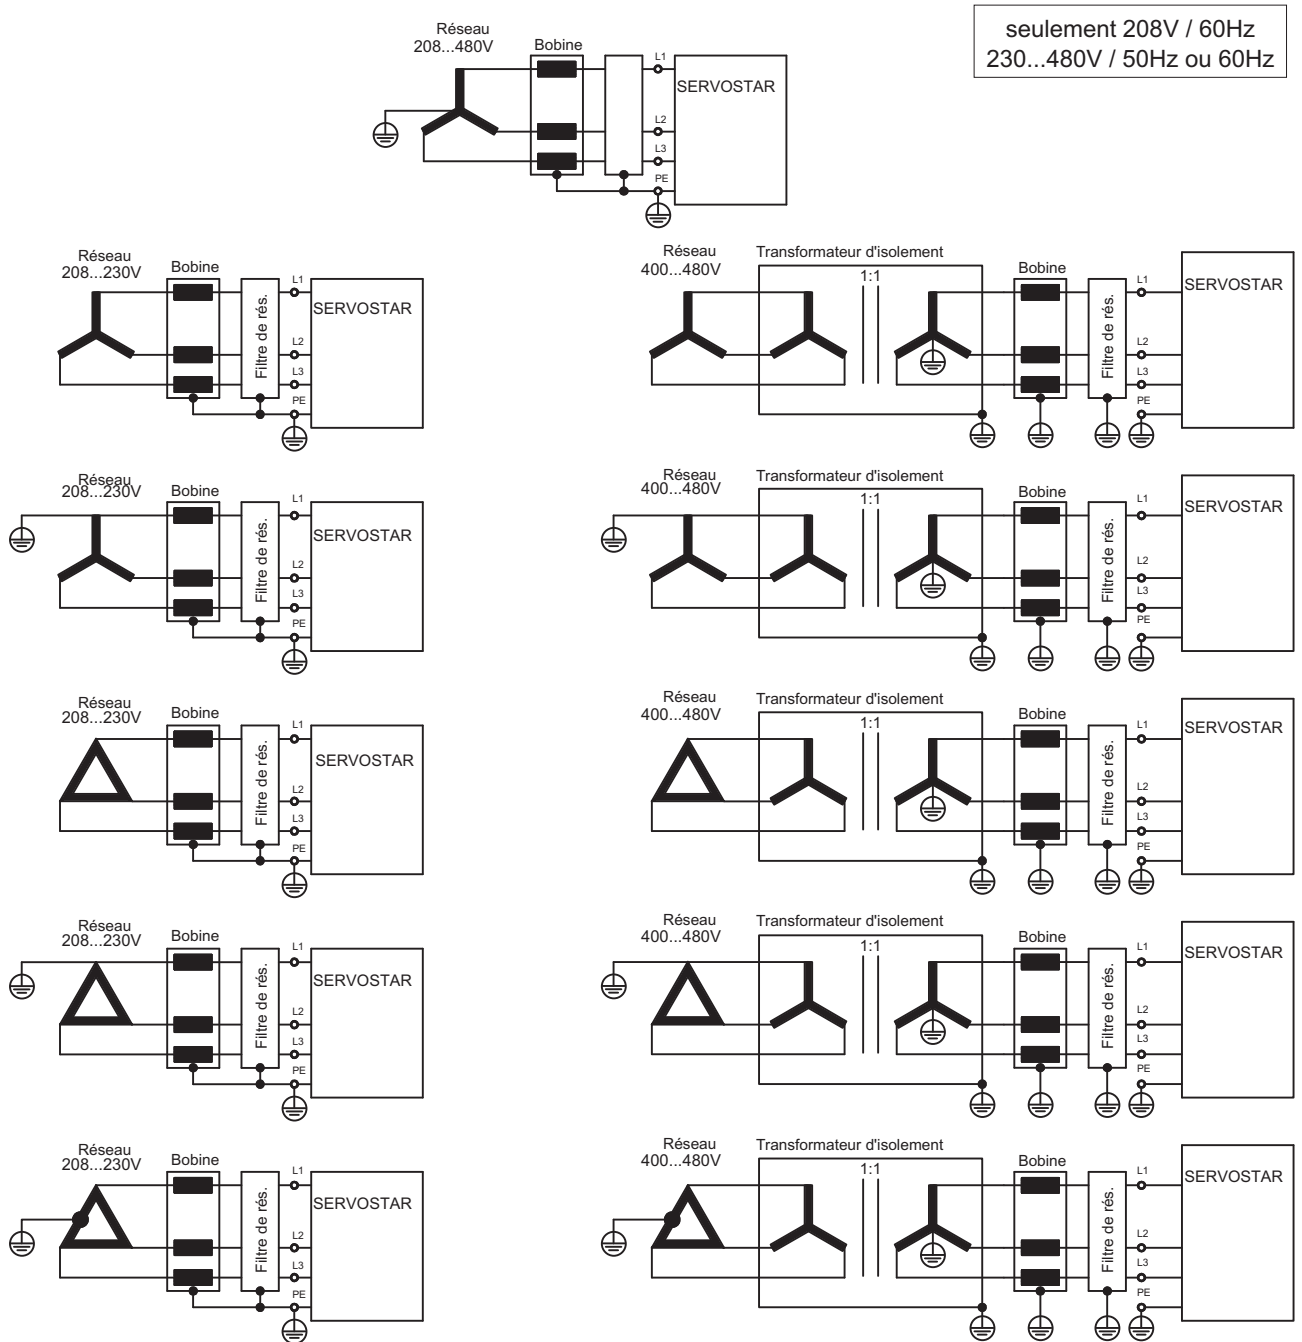 seulement 208V / 60Hz
230...480V / 50Hz ou 60Hz
Réseau
208...480V
Bobine
L1
SERVOSTAR
L2
L3
PE
Réseau
208...230V
Bobine
Filtre de rés.
L1
SERVOSTAR
L2
L3
PE
Réseau
400...480V
Transformateur d'isolement
1:1
Bobine
Filtre de rés.
L1
SERVOSTAR
L2
L3
PE
Réseau
208...230V
Bobine
Filtre de rés.
L1
SERVOSTAR
L2
L3
PE
Réseau
400...480V
Transformateur d'isolement
1:1
Bobine
Filtre de rés.
L1
SERVOSTAR
L2
L3
PE
Réseau
208...230V
Bobine
Filtre de rés.
L1
SERVOSTAR
L2
L3
PE
Réseau
400...480V
Transformateur d'isolement
1:1
Bobine
Filtre de rés.
L1
SERVOSTAR
L2
L3
PE
Réseau
208...230V
Bobine
Filtre de rés.
L1
SERVOSTAR
L2
L3
PE
Réseau
400...480V
Transformateur d'isolement
1:1
Bobine
Filtre de rés.
L1
SERVOSTAR
L2
L3
PE
Réseau
208...230V
Bobine
Filtre de rés.
L1
SERVOSTAR
L2
L3
PE
Réseau
400...480V
Transformateur d'isolement
1:1
Bobine
Filtre de rés.
L1
SERVOSTAR
L2
L3
PE